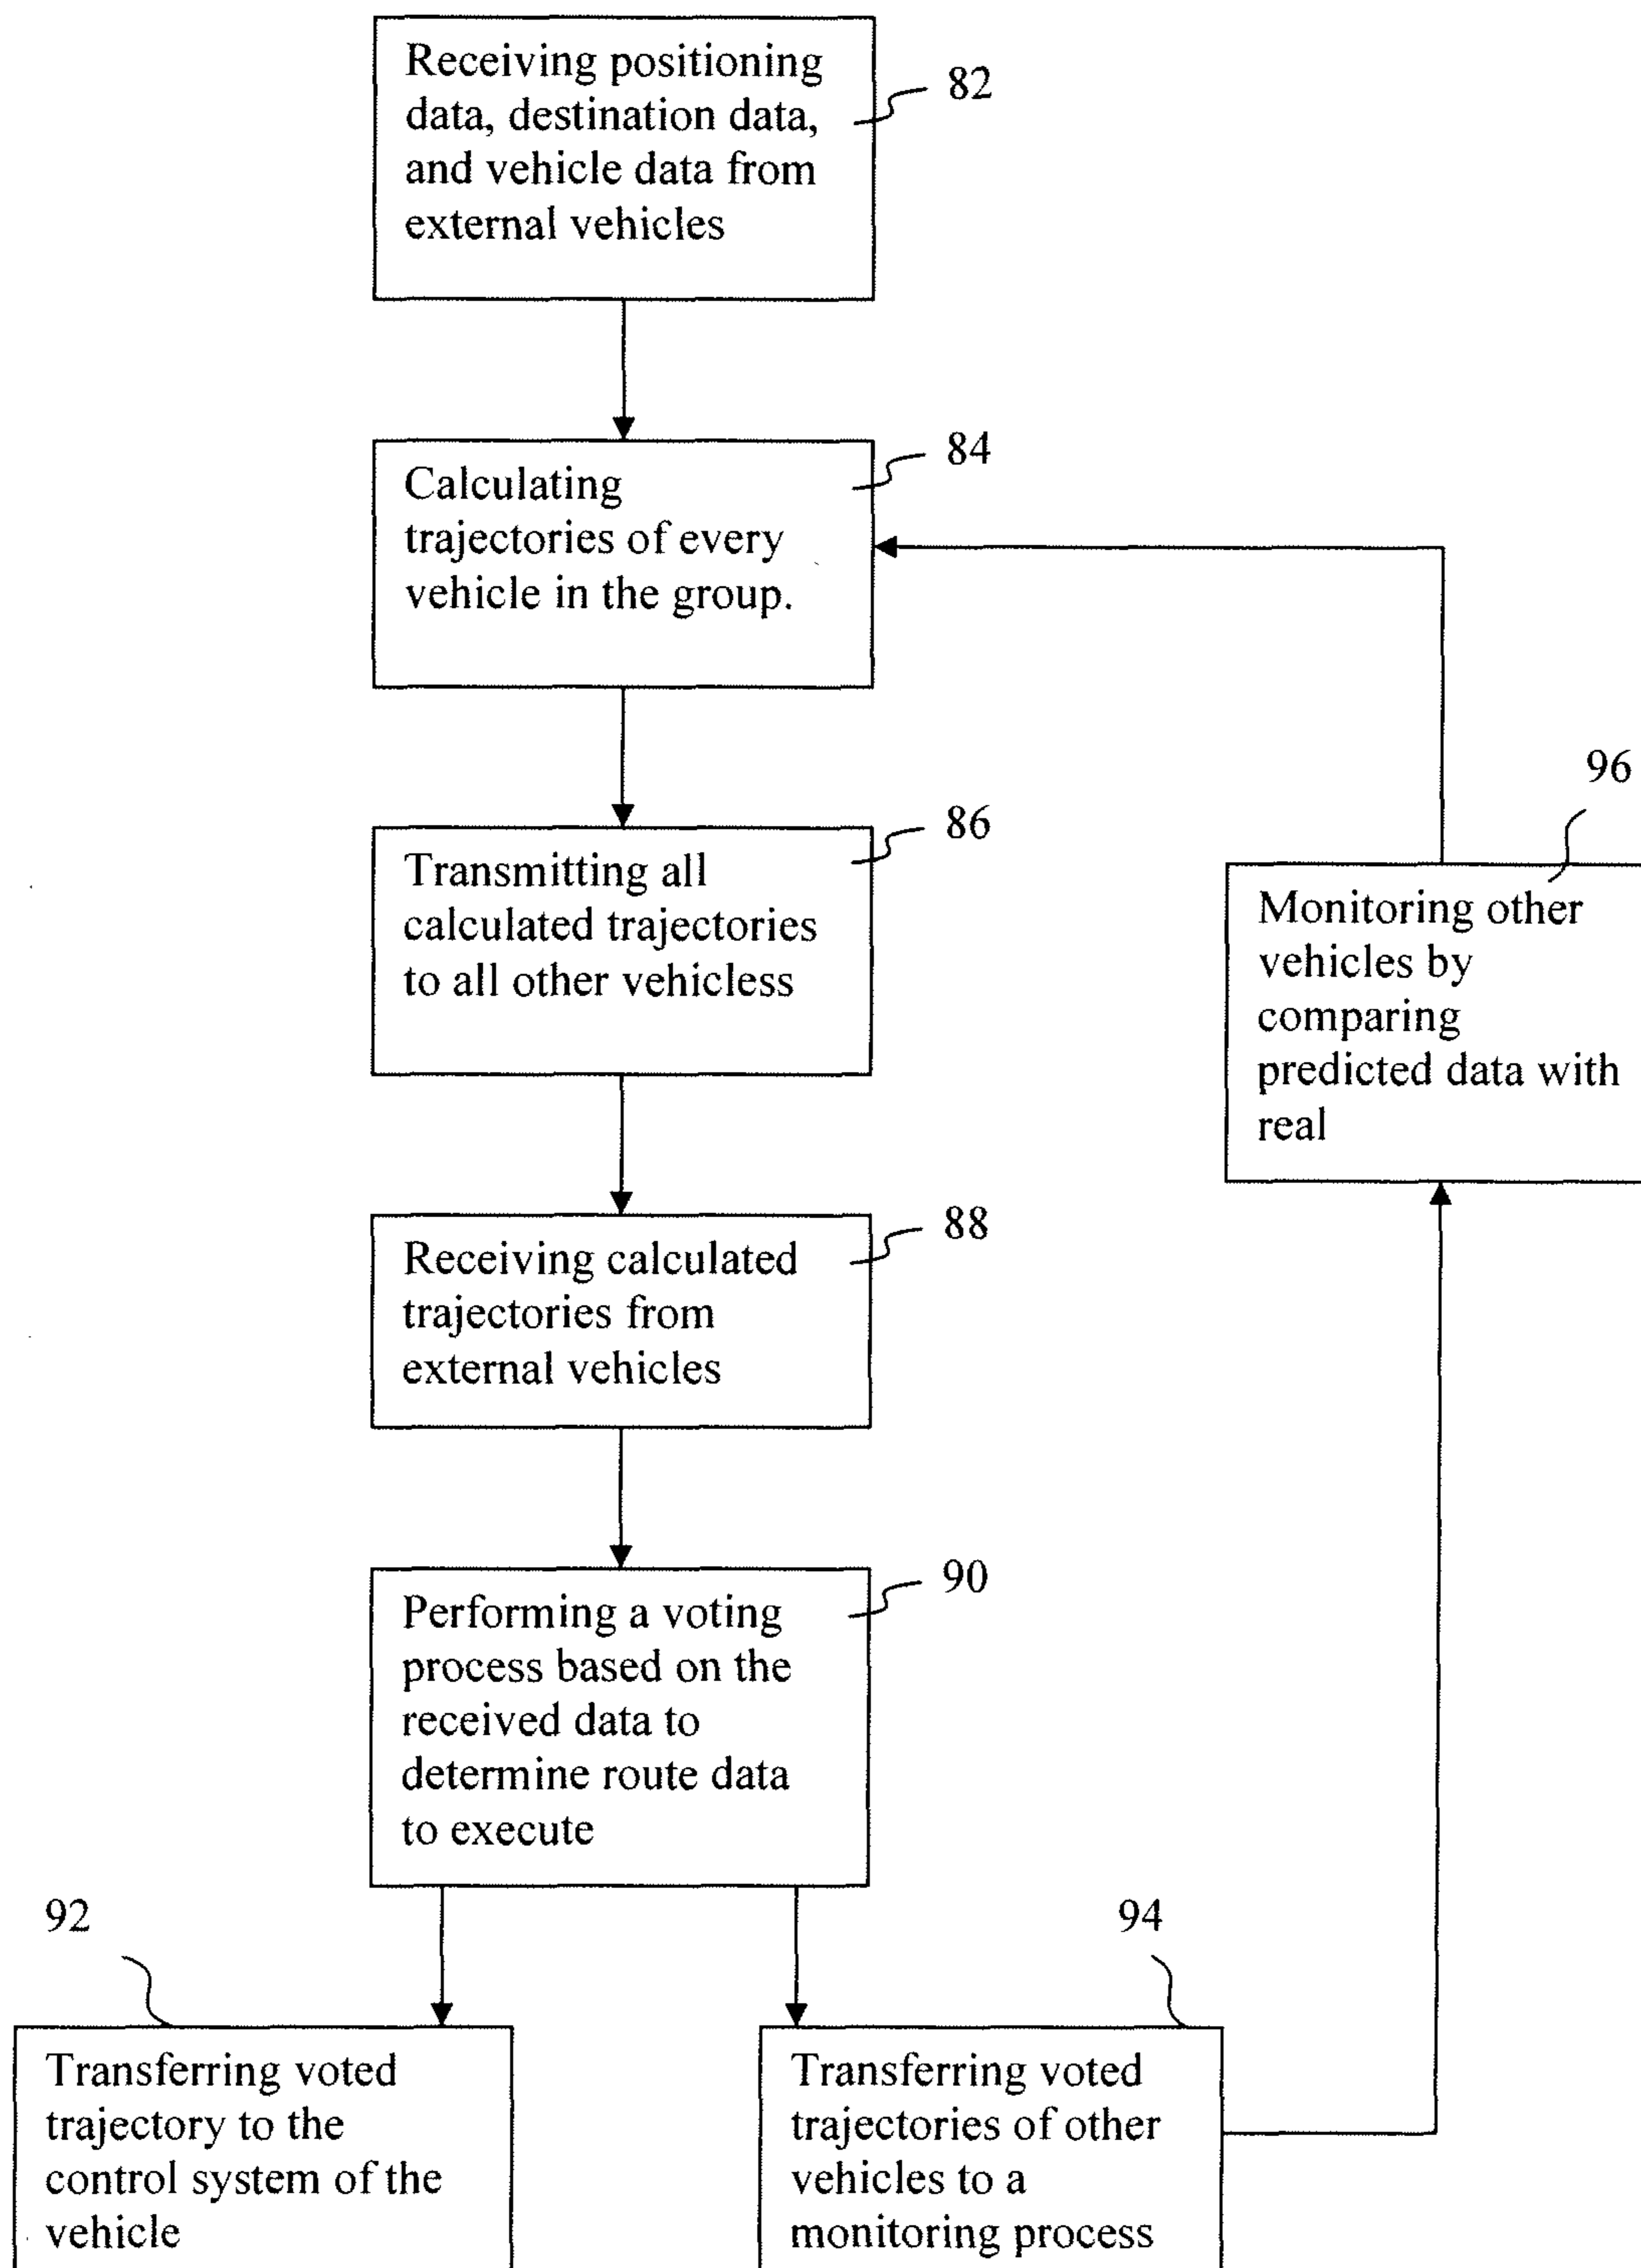 Receiving positioning
data, destination data,
and vehicle data from
external vehicles
82
Calculating
trajectories of every
vehicle in the group.
84
Transmitting all
calculated trajectories
to all other vehicless
86
96
Monitoring other
vehicles by
comparing
predicted data with
real
Receiving calculated
trajectories from
external vehicles
88
Performing a voting
process based on the
received data to
determine route data
to execute
90
92
Transferring voted
trajectory to the
control system of the
vehicle
94
Transferring voted
trajectories of other
vehicles to a
monitoring process